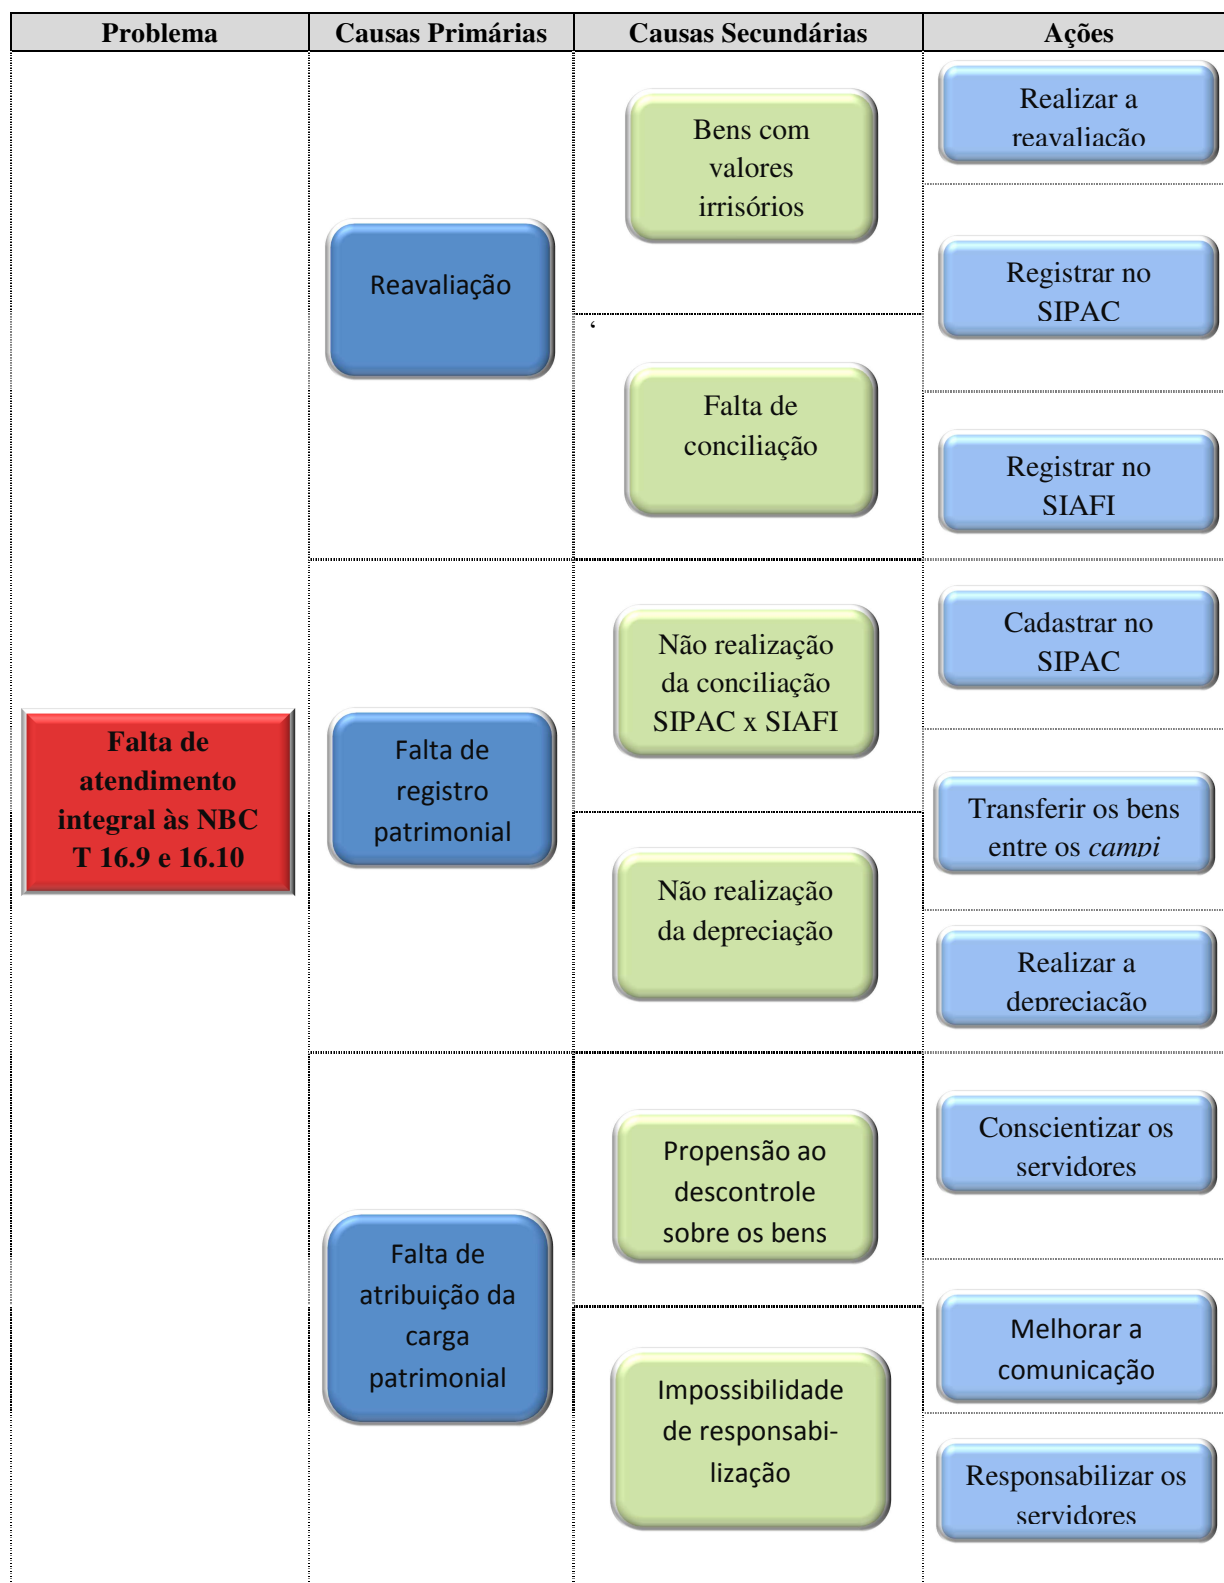 Problema
Causas Primárias
Causas Secundárias
Ações
Falta de
atendimento
integral às NBC
T 16.9 e 16.10
Reavaliação
Bens com
valores
irrisórios
‘
Falta de
conciliação
Realizar a
reavaliação
Registrar no
SIPAC
Registrar no
SIAFI
Falta de
registro
patrimonial
Não realização
da conciliação
SIPAC x SIAFI
Não realização
da depreciação
Cadastrar no
SIPAC
Transferir os bens
entre os campi
Realizar a
depreciação
Falta de
atribuição da
carga
patrimonial
Propensão ao
descontrole
sobre os bens
Impossibilidade
de responsabi-
lização
Conscientizar os
servidores
Melhorar a
comunicação
Responsabilizar os
servidores